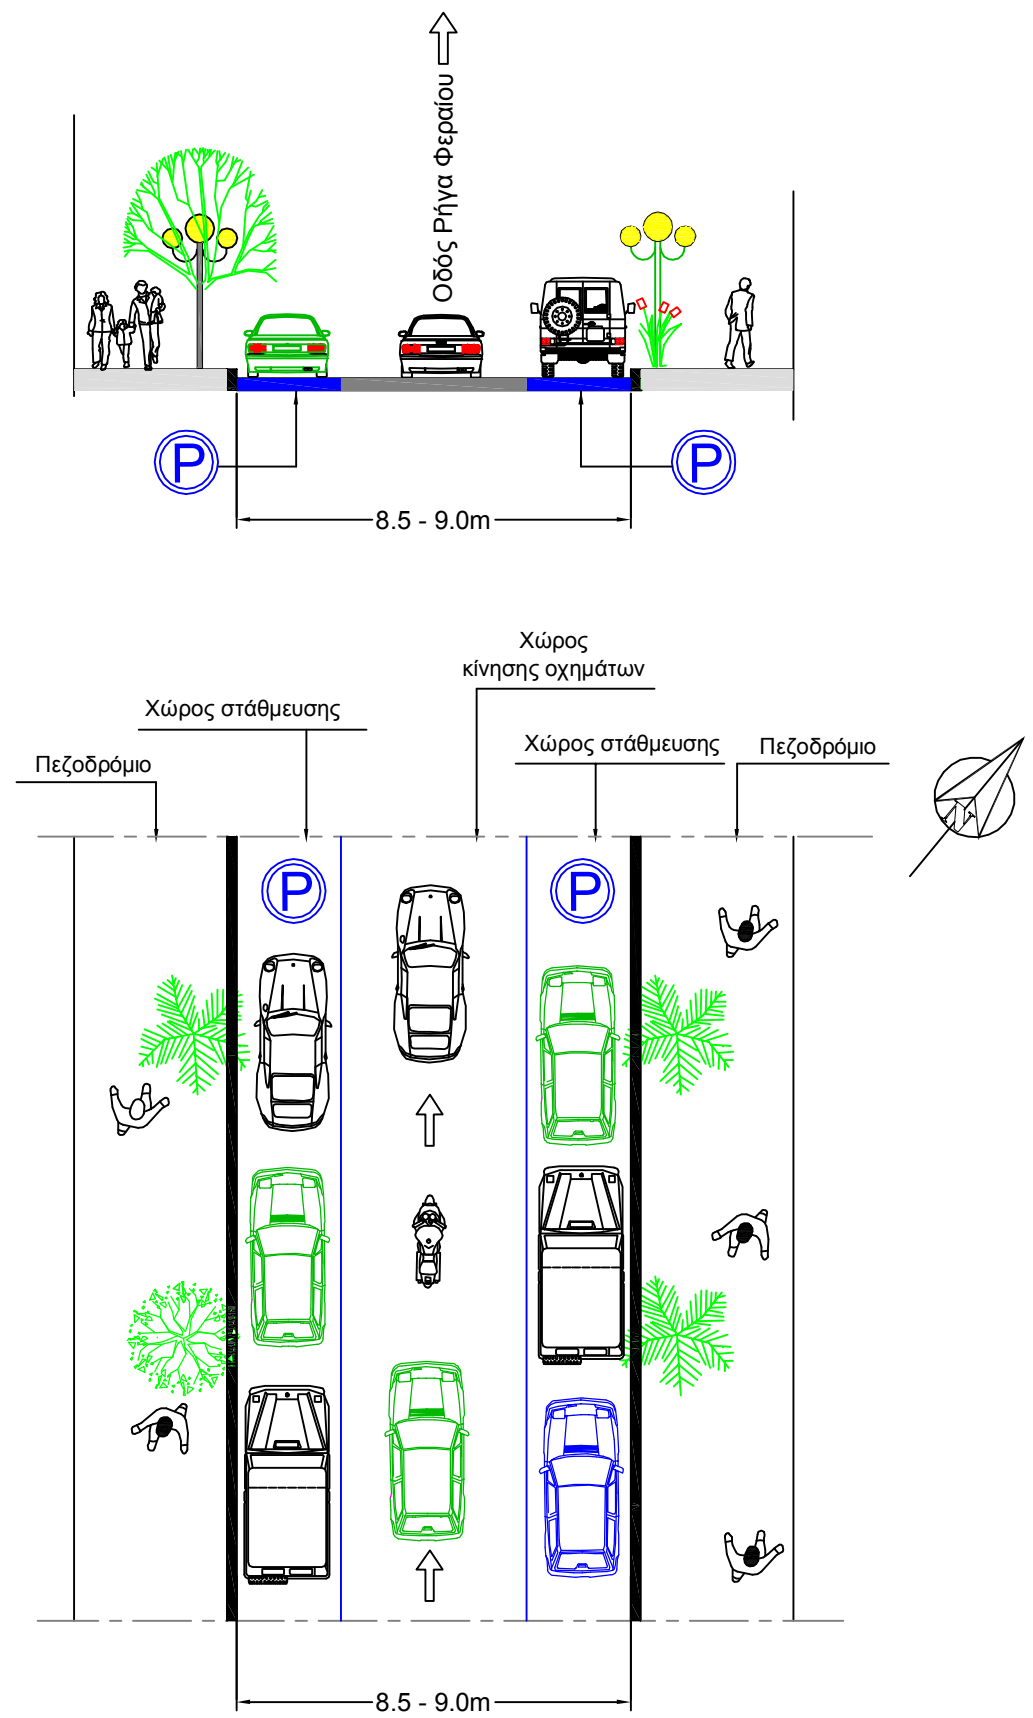 Οδός Ρήγα Φεραίου
P
P
8.5 - 9.0m
Χώρος
κίνησης οχημάτων
Χώρος στάθμευσης
Χώρος στάθμευσης
Πεζοδρόμιο
Πεζοδρόμιο
P
P
8.5 - 9.0m